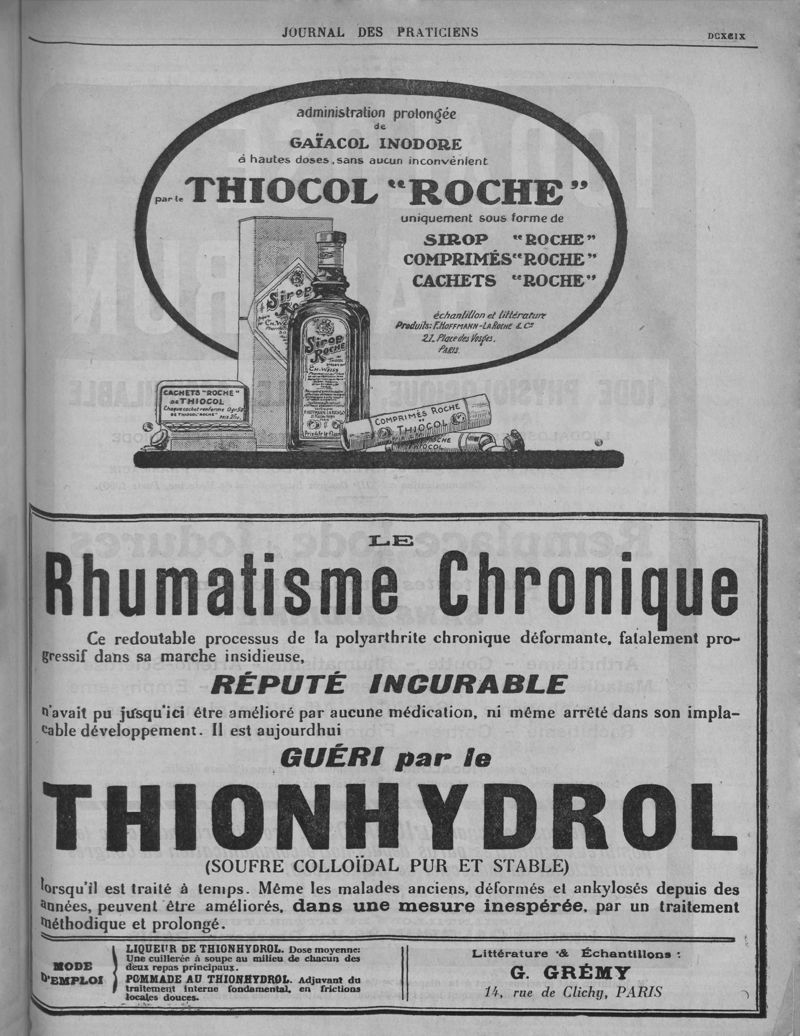 JOURNAL DES PRATICIENS
administration prolongée
de
GAÏACOL INODORE
à hautes doses, sans aucun inconvénient
par le THIOCOL "ROCHE"
uniquement sous forme de
SIROP "ROCHE"
COMPRIMÉS "ROCHE"
CACHETS "ROCHE"
échantillon et littérature
Produits: F. HOFFMANN-LA ROCHE & Cº
21. Place des Vosges.
PARIS.
Sirop
Roche
Sirop
Roche
CACHETS "ROCHE"
DE THIOCOL
DE THIOCOL "ROCHE"
COMPRIMÉS ROCHE
THIOCOL
LE
Rhumatisme Chronique
Ce redoutable processus de la polyarthrite chronique déformante, fatalement pro-
gressif dans sa marche insidieuse,
RÉPUTÉ INCURABLE
n'avait pu jusqu'ici être amélioré par aucune médication, ni même arrêté dans son impla-
cable développement. Il est aujourdhui
GUÉRI par le
THIONHYDROL
(SOUFRE COLLOÏDAL PUR ET STABLE)
lorsqu'il est traité à temps. Même les malades anciens, déformés et ankylosés depuis des
années, peuvent être améliorés, dans une mesure inespérée, par un traitement
méthodique et prolongé.
MODE
D'EMPLOI
LIQUEUR DE THIONHYDROL. Dose moyenne:
Une cuillerée à soupe au milieu de chacun des
deux repas principaux.
POMMADE AU THIONHYDROL. Adjuvant du
traitement interne fondamental, en frictions
locales douces.
Littérature & Échantillons :
G. GRÉMY
14, rue de Clichy, PARIS